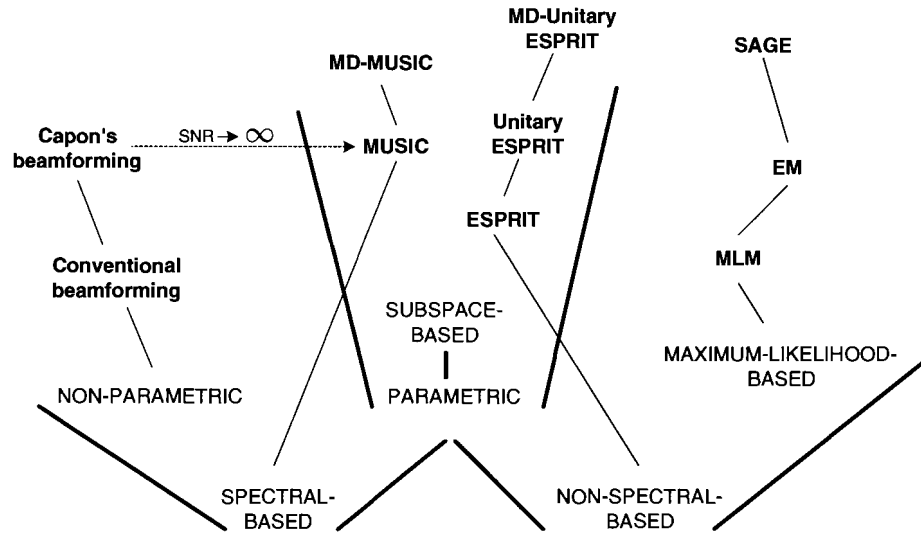 MD-Unitary
ESPRIT
SAGE
MD-MUSIC
Capon's
beamforming
SNR → ∞
MUSIC
Unitary
ESPRIT
EM
ESPRIT
MLM
Conventional
beamforming
SUBSPACE-
BASED
MAXIMUM-LIKELIHOOD-
BASED
NON-PARAMETRIC
PARAMETRIC
SPECTRAL-
BASED
NON-SPECTRAL-
BASED